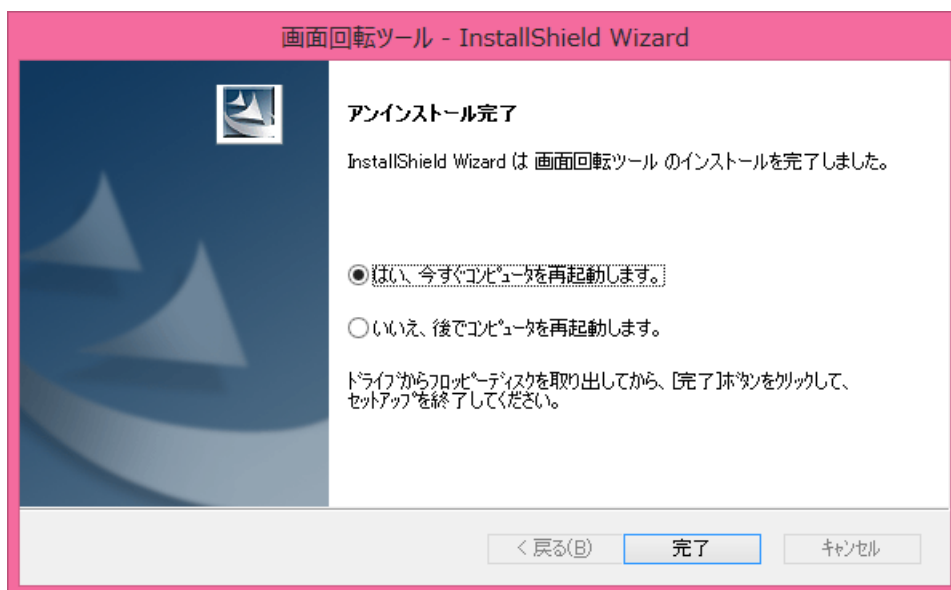 画面回転ツール - InstallShield Wizard
アンインストール完了
InstallShield Wizard は 画面回転ツール のインストールを完了しました。
はい、今すぐコンピュータを再起動します。
いいえ、後でコンピュータを再起動します。
ドライブからフロッピーディスクを取り出してから、[完了]ボタンをクリックして、
セットアップを終了してください。
< 戻る(B)
完了
キャンセル